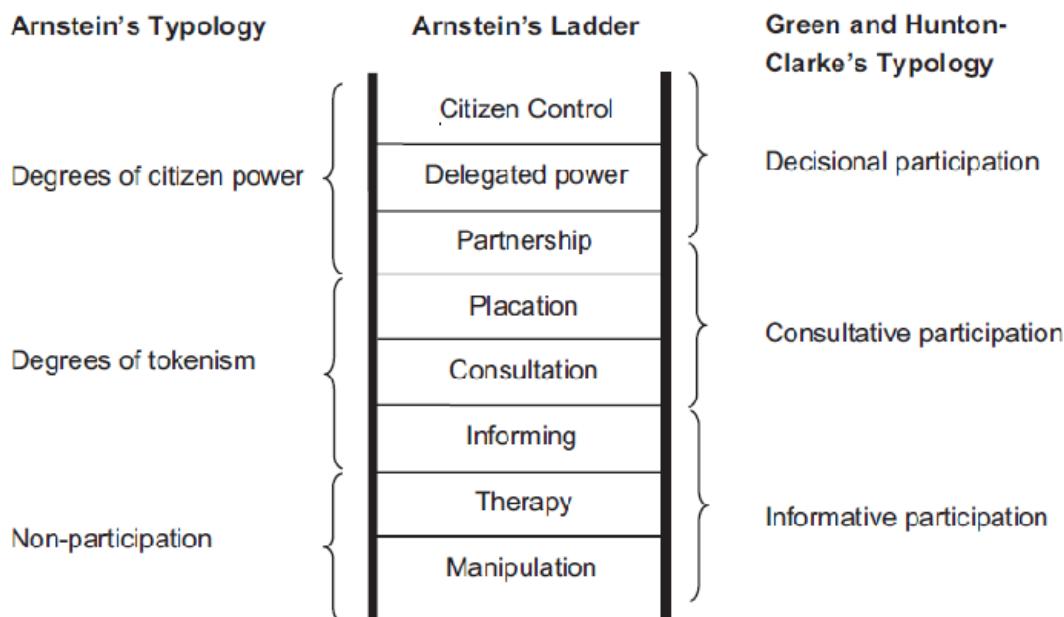 Arnstein's Typology
Arnstein's Ladder
Green and Hunton-
Clarke's Typology
Citizen Control
Degrees of citizen power
Delegated power
Decisional participation
Partnership
Placation
Degrees of tokenism
Consultation
Consultative participation
Informing
Therapy
Non-participation
Manipulation
Informative participation